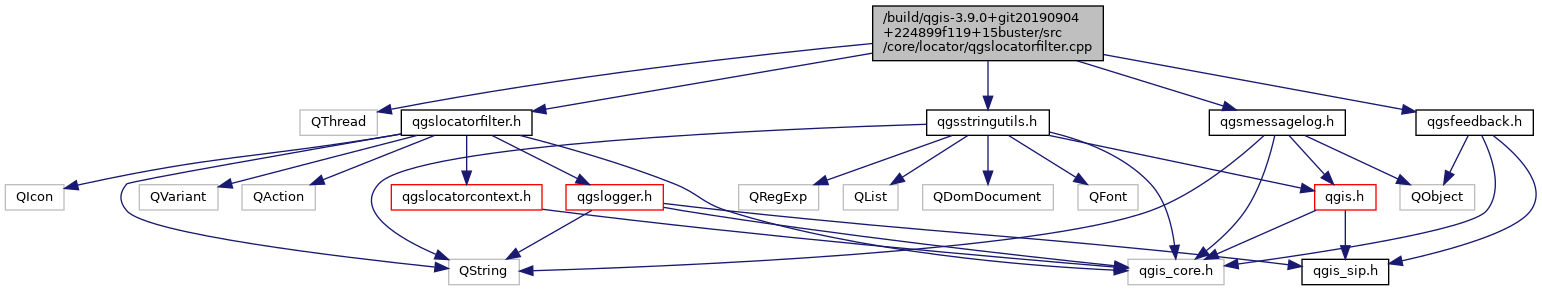 /build/qgis-3.9.0+git20190904
+224899f119+15buster/src
/core/locator/qgslocatorfilter.cpp
QThread
qgslocatorfilter.h
qgsstringutils.h
qgsmessagelog.h
qgsfeedback.h
QIcon
QVariant
QAction
qgslocatorcontext.h
qgslogger.h
QRegExp
QList
QDomDocument
QFont
qgis.h
QObject
QString
qgis_core.h
qgis_sip.h